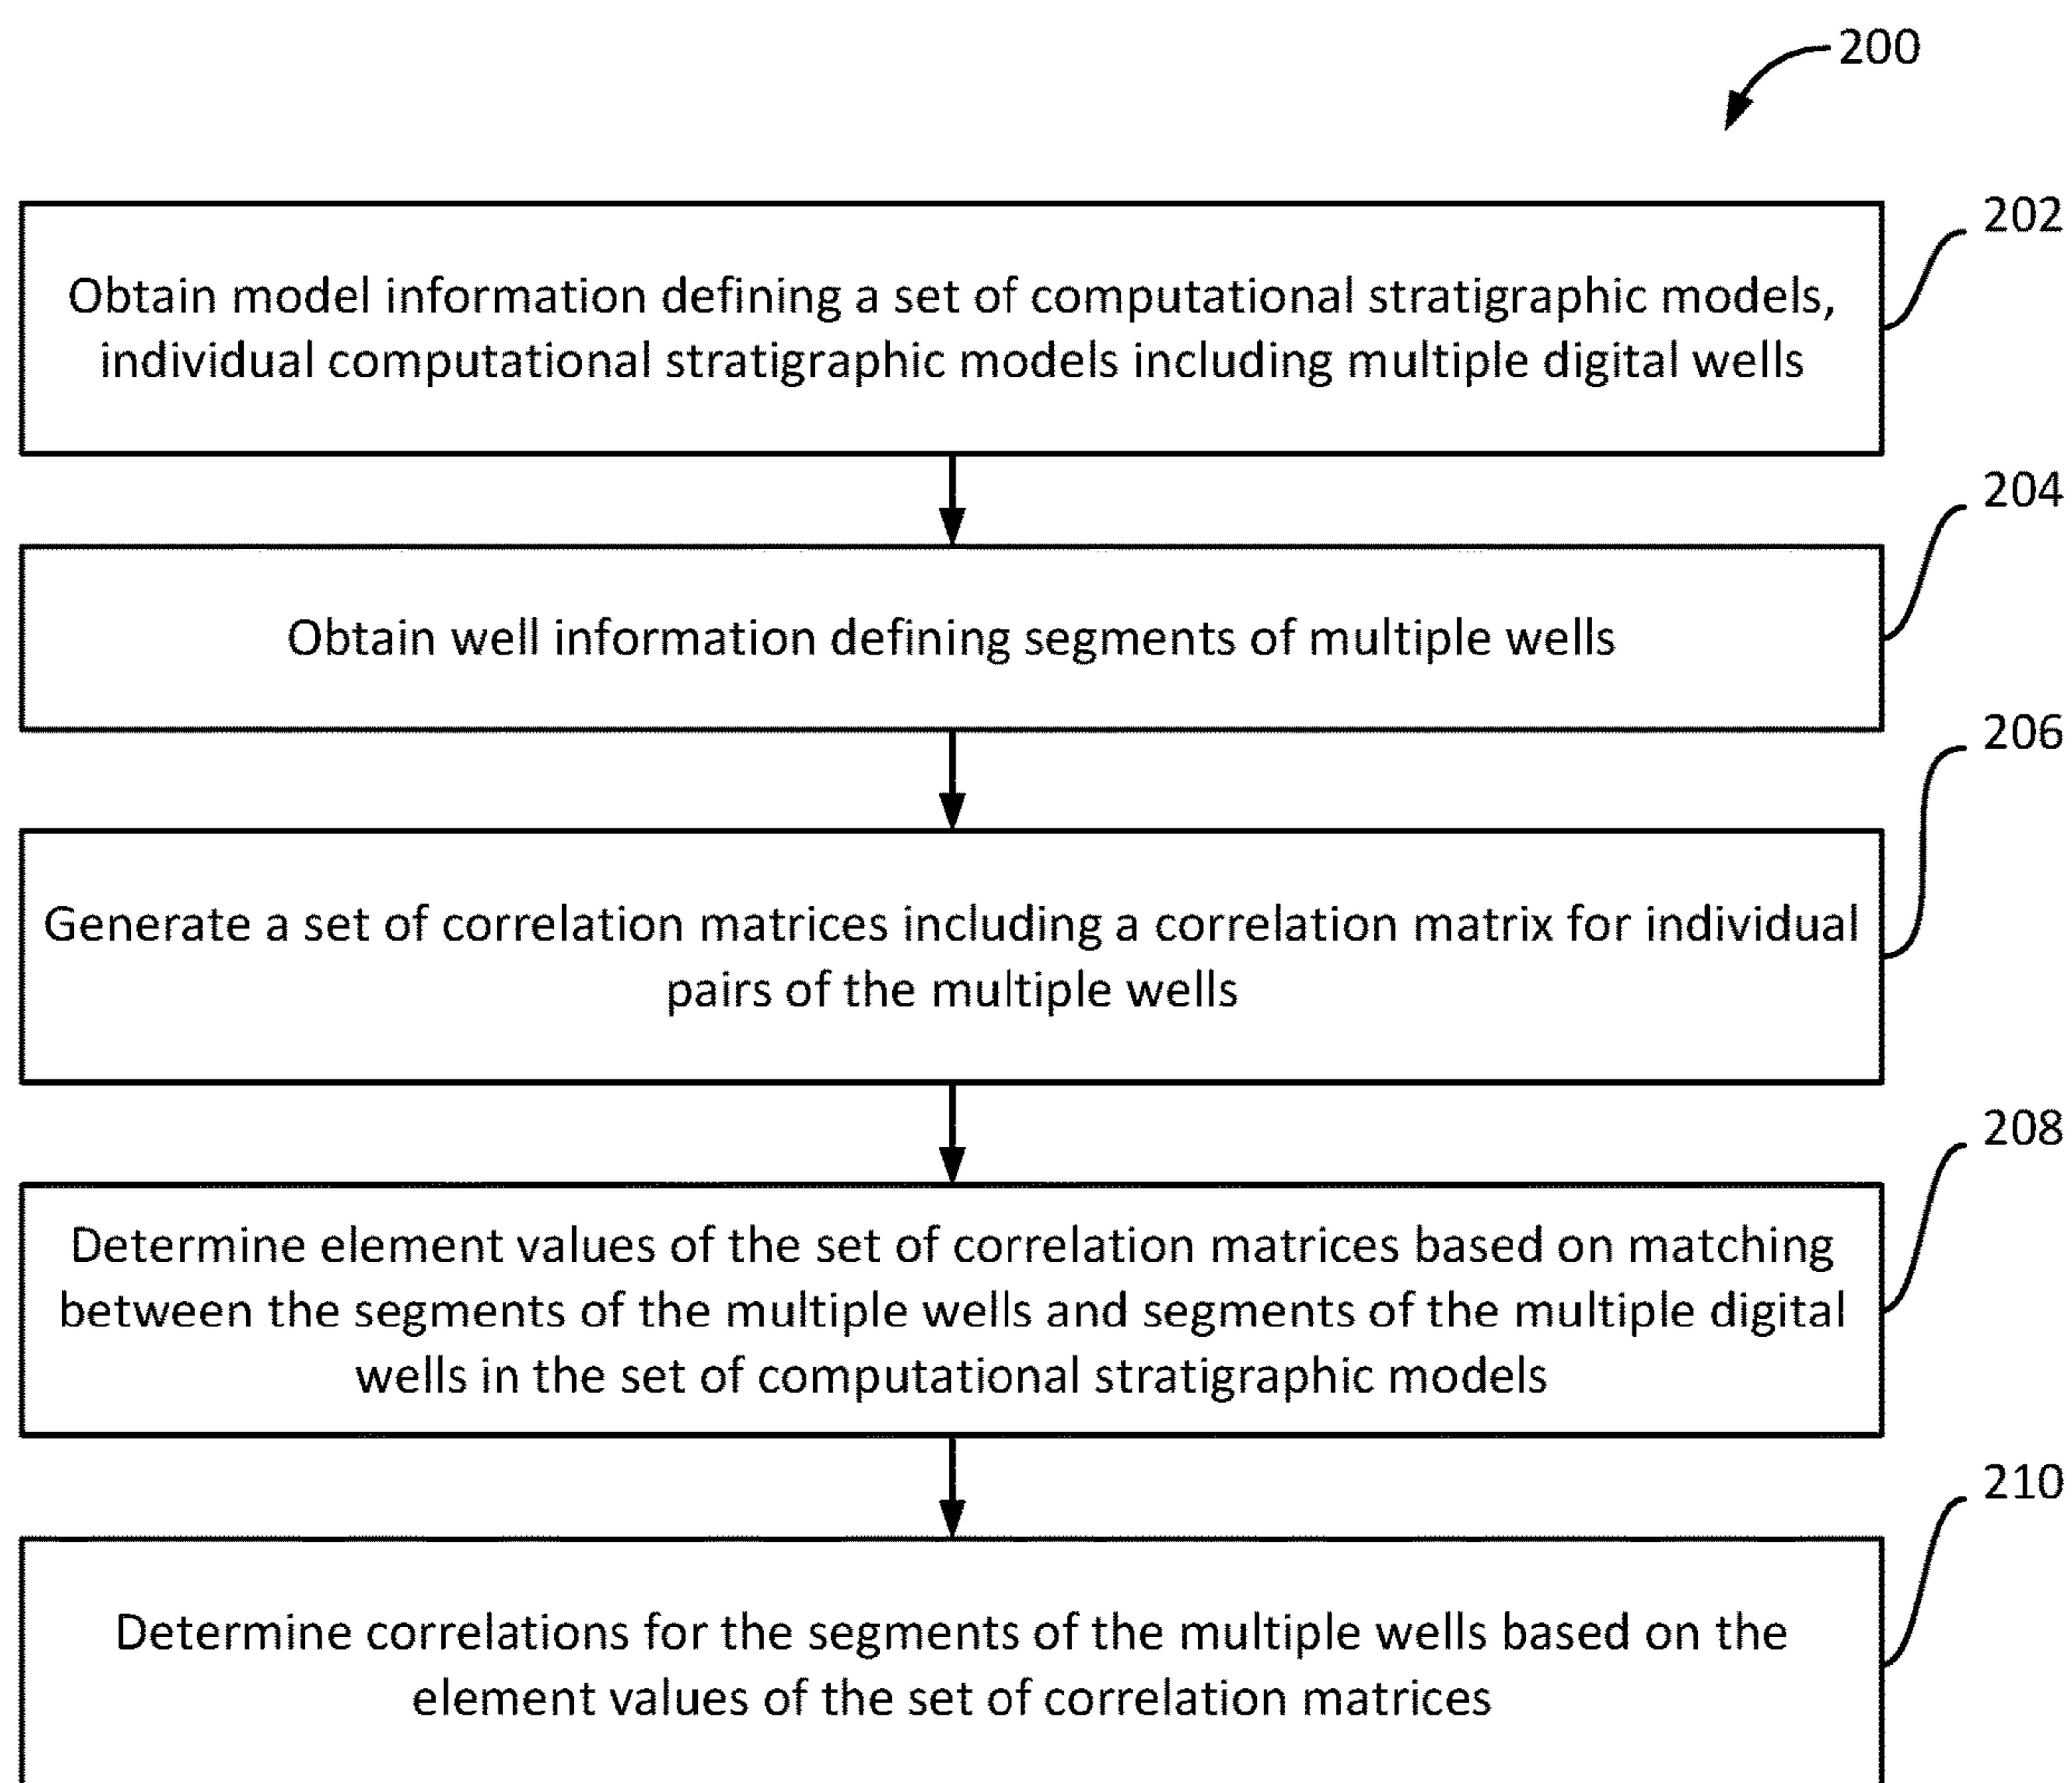 200
202
Obtain model information defining a set of computational stratigraphic models,
individual computational stratigraphic models including multiple digital wells
204
Obtain well information defining segments of multiple wells
206
Generate a set of correlation matrices including a correlation matrix for individual
pairs of the multiple wells
208
Determine element values of the set of correlation matrices based on matching
between the segments of the multiple wells and segments of the multiple digital
wells in the set of computational stratigraphic models
210
Determine correlations for the segments of the multiple wells based on the
element values of the set of correlation matrices